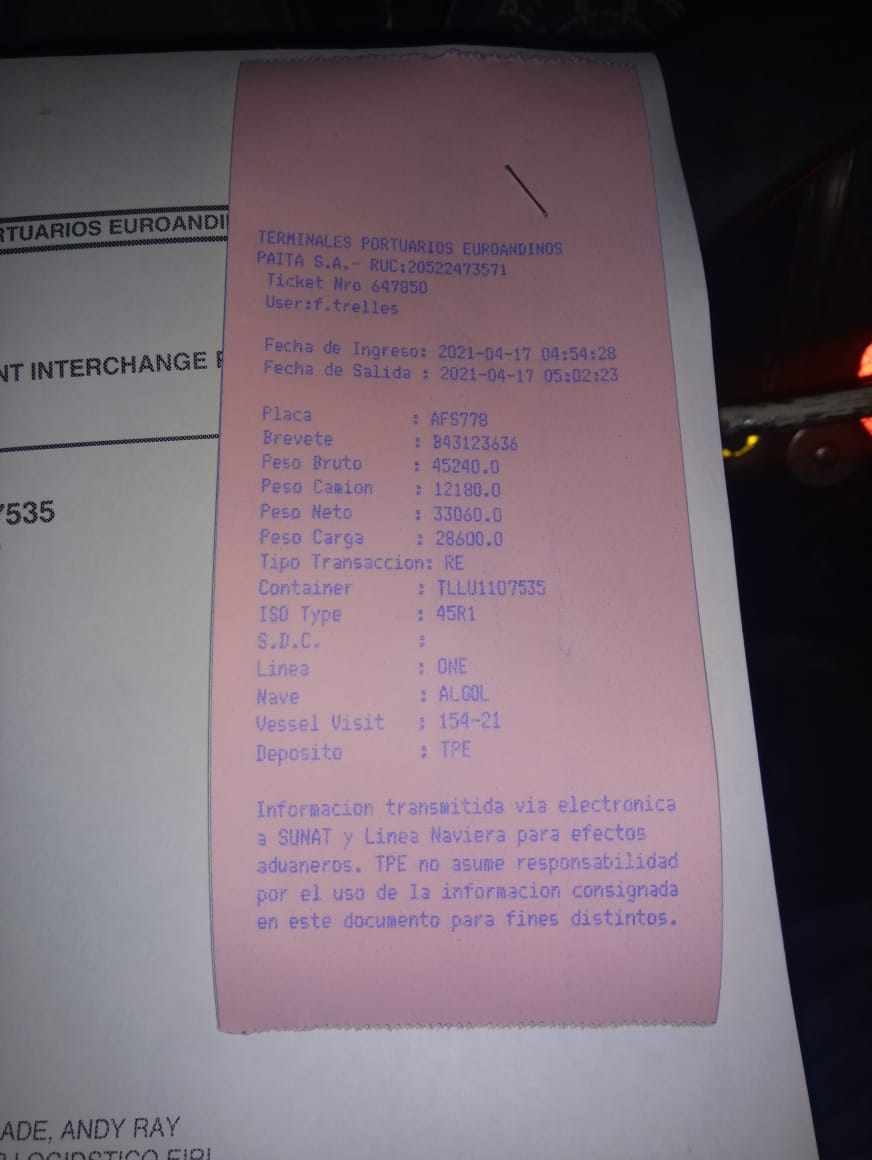 RTUARIOS EUROANDI
NT INTERCHANGE
7535
TERMINALES PORTUARIOS EUROANDINOS
PAITA S.A.- RUC:20522473571
Ticket Nro 647850
User:f.trelles
Fecha de Ingreso: 2021-04-17 04:54:28
Fecha de Salida : 2021-04-17 05:02:23
Placa : AFS778
Brevete : B43123636
Peso Bruto : 45240.0
Peso Camion : 12180.0
Peso Neto : 33060.0
Peso Carga : 28600.0
Tipo Transaccion: RE
Container : TLLU1107535
ISO Type : 45R1
S.D.C. :
Linea : ONE
Nave : ALGOL
Vessel Visit : 154-21
Deposito : TPE
Informacion transmitida via electronica
a SUNAT y Linea Naviera para efectos
aduaneros. TPE no asume responsabilidad
por el uso de la informacion consignada
en este documento para fines distintos.
ADE, ANDY RAY